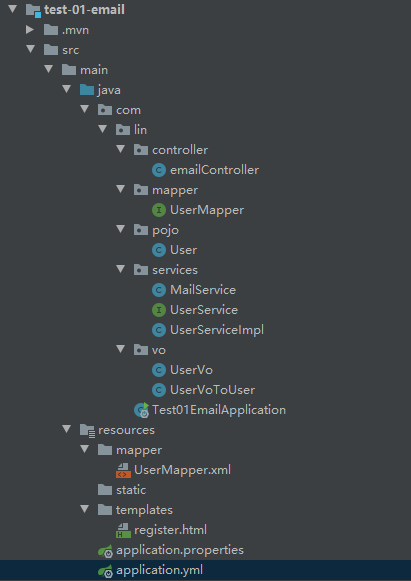 test-01-email
.mvn
src
main
java
com
lin
controller
emailController
mapper
UserMapper
pojo
User
services
MailService
UserService
UserServiceImpl
vo
UserVo
UserVoToUser
Test01EmailApplication
resources
mapper
UserMapper.xml
static
templates
register.html
application.properties
application.yml